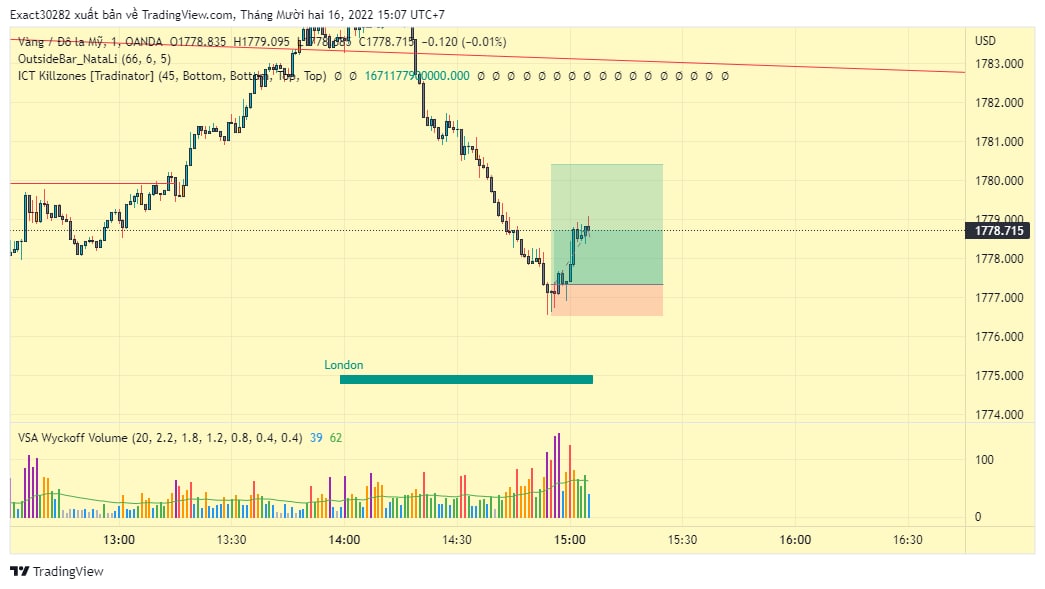 Exact30282 xuất bản về TradingView.com, Tháng Mười hai 16, 2022 15:07 UTC+7
Vàng / Đô la Mỹ, 1, OANDA O1778.835 H1779.095 C1778.715 −0.120 (−0.01%)
USD
OutsideBar_NataLi (66, 6, 5)
ICT Killzones [Tradinator] (45, Bottom, Bottom, Top, Top) ∅ ∅ 1671177900000.000 ∅ ∅ ∅ ∅ ∅ ∅ ∅ ∅ ∅ ∅ ∅ ∅ ∅ ∅ ∅ ∅ ∅
1783.000
1782.000
1781.000
1780.000
1779.000
1778.715
1778.000
1777.000
1776.000
London
1775.000
1774.000
VSA Wyckoff Volume (20, 2.2, 1.8, 1.2, 0.8, 0.4, 0.4) 39 62
100
0
13:00 13:30 14:00 14:30 15:00 15:30 16:00 16:30
TradingView